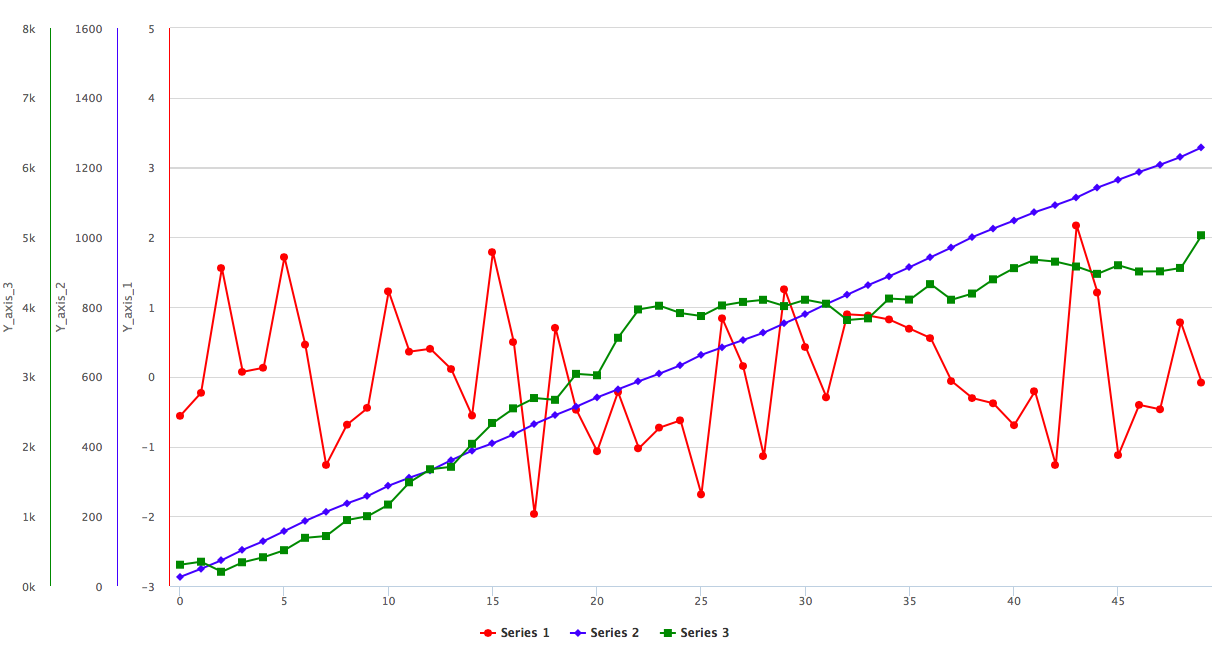 8k 1600 5
7k 1400 4
6k 1200 3
5k 1000 2
Y_axis_3 Y_axis_2 Y_axis_1
4k 800 1
3k 600 0
2k 400 −1
1k 200 −2
0k 0 −3
0 5 10 15 20 25 30 35 40 45
Series 1 Series 2 Series 3